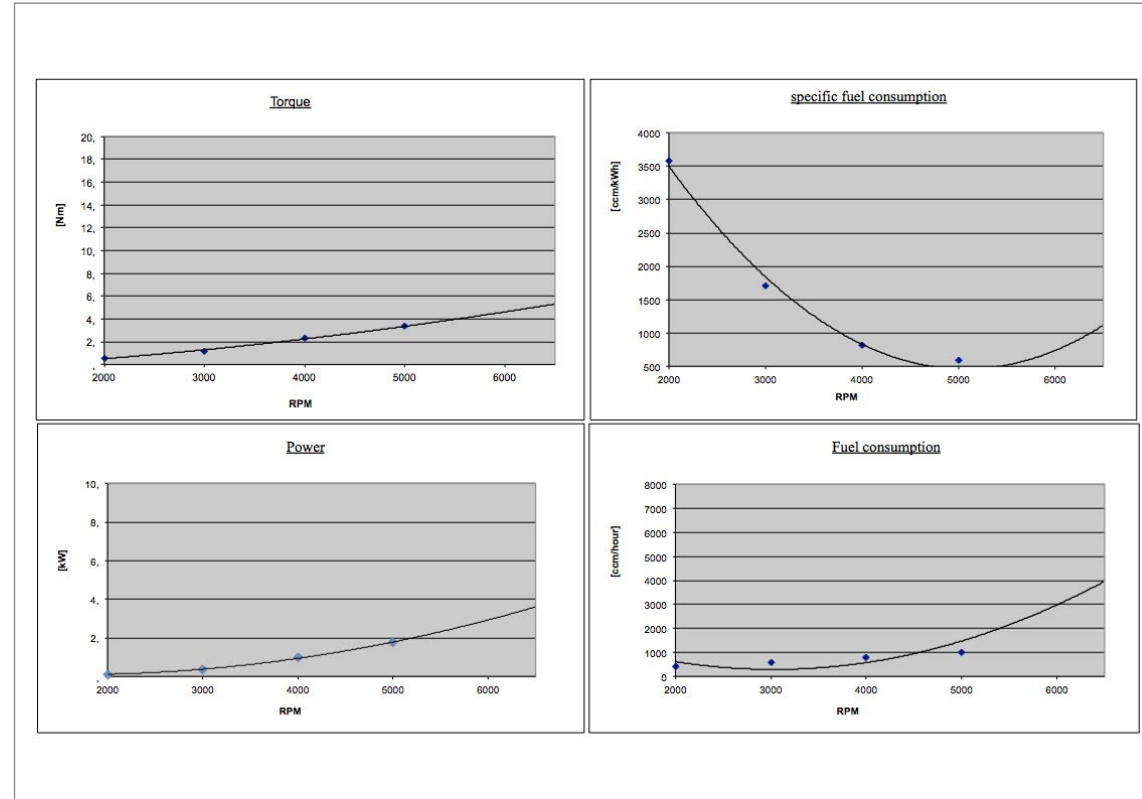 Torque
20,
18,
16,
14,
12,
10,
8,
6,
4,
2,
,
[Nm]
2000 3000 4000 5000 6000
RPM
specific fuel consumption
4000
3500
3000
2500
2000
1500
1000
500
[ccm/kWh]
2000 3000 4000 5000 6000
RPM
Power
10,
8,
6,
4,
2,
,
[kW]
2000 3000 4000 5000 6000
RPM
Fuel consumption
8000
7000
6000
5000
4000
3000
2000
1000
0
[ccm/hour]
2000 3000 4000 5000 6000
RPM